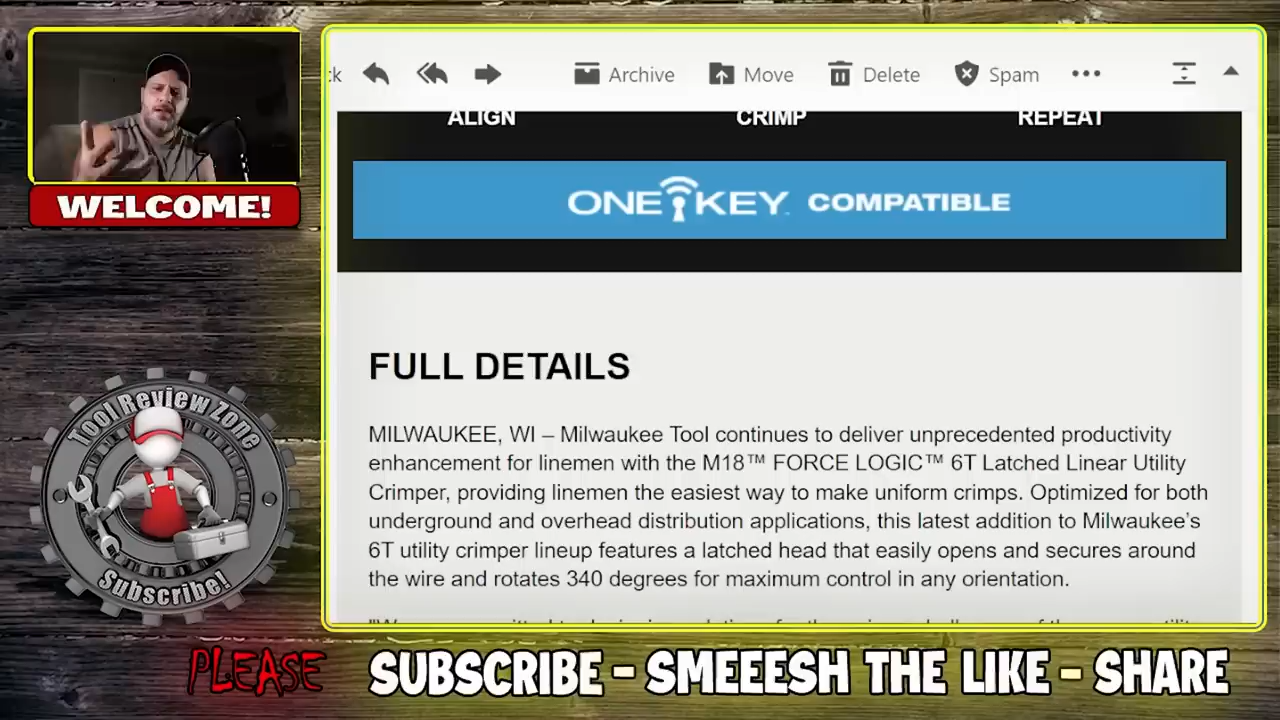 ck
Archive
Move
Delete
Spam
ALIGN
CRIMP
REPEAT
ONE KEY™ COMPATIBLE
WELCOME!
FULL DETAILS
MILWAUKEE, WI – Milwaukee Tool continues to deliver unprecedented productivity
enhancement for linemen with the M18™ FORCE LOGIC™ 6T Latched Linear Utility
Crimper, providing linemen the easiest way to make uniform crimps. Optimized for both
underground and overhead distribution applications, this latest addition to Milwaukee’s
6T utility crimper lineup features a latched head that easily opens and secures around
the wire and rotates 340 degrees for maximum control in any orientation.
Tool Review Zone
Subscribe!
PLEASE
SUBSCRIBE - SMEEESH THE LIKE - SHARE